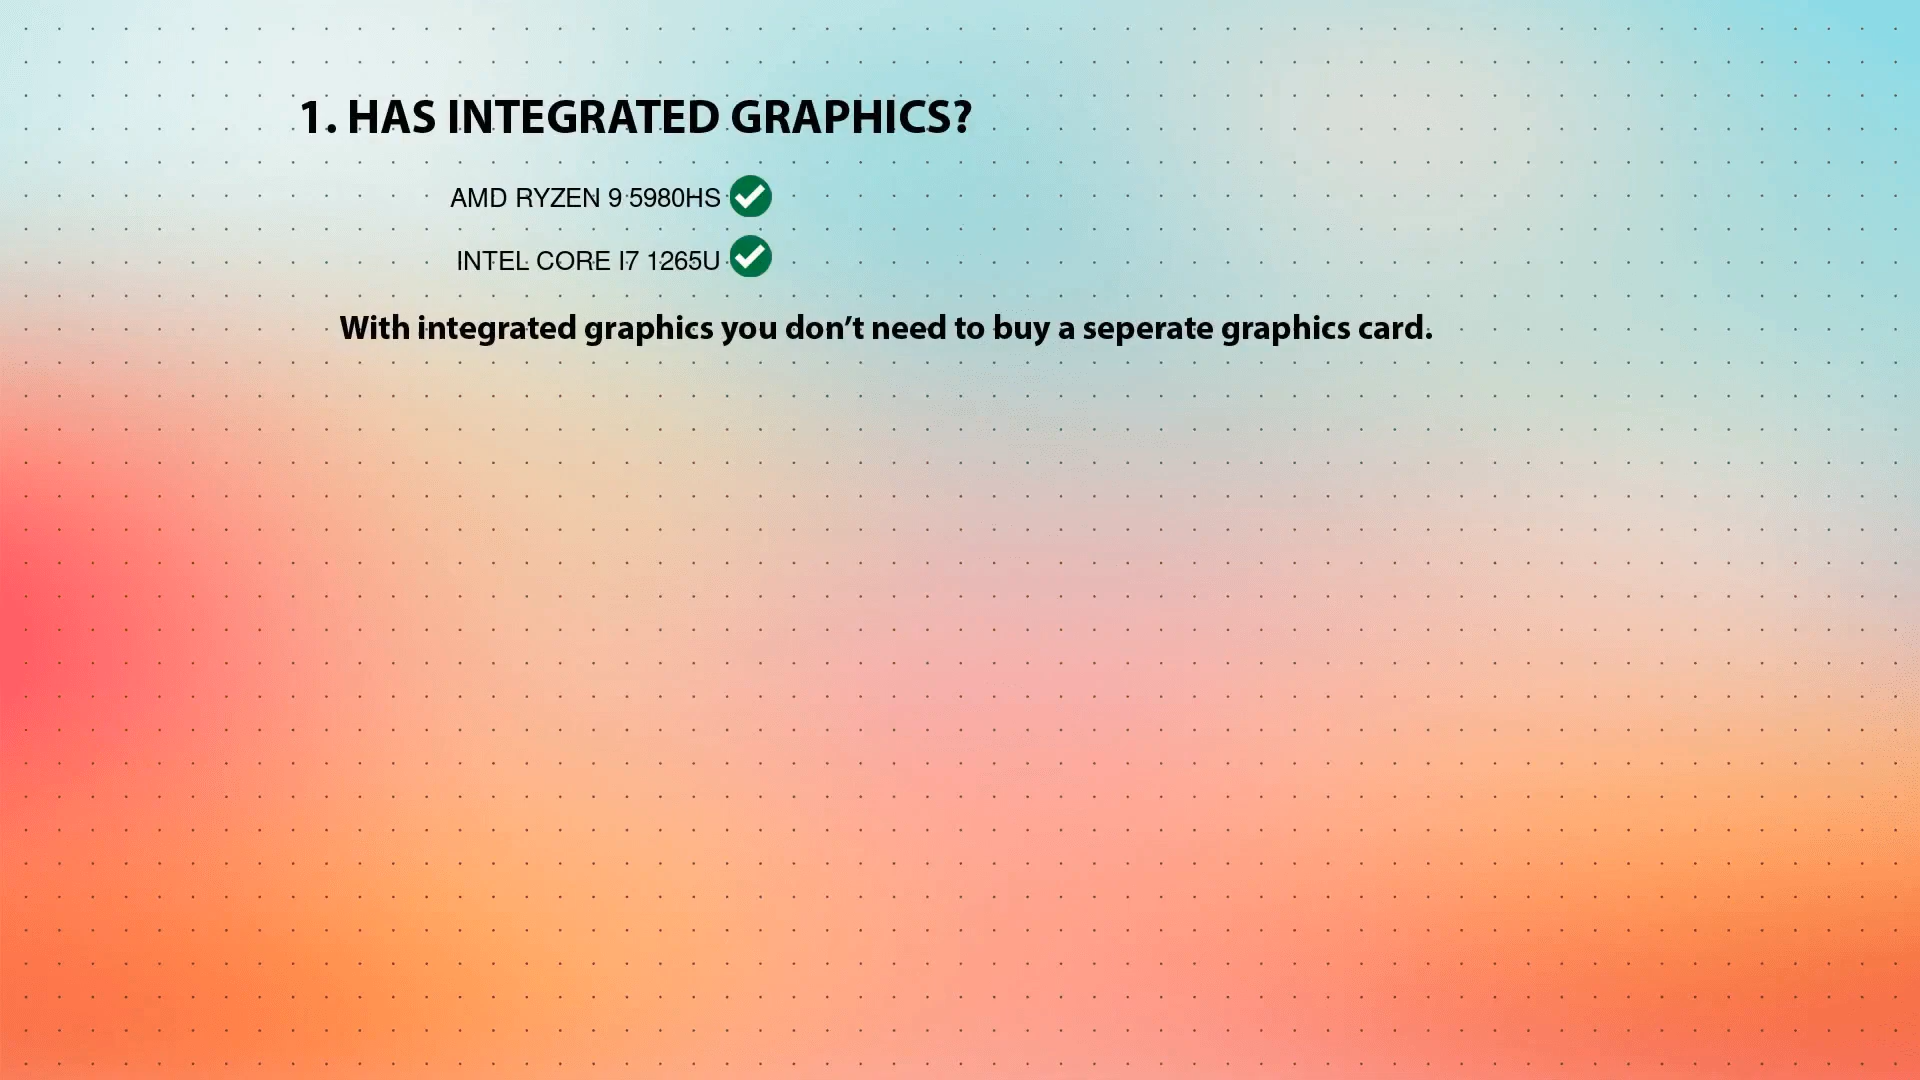 1. HAS INTEGRATED GRAPHICS?
AMD RYZEN 9 5980HS
INTEL CORE I7 1265U
With integrated graphics you don’t need to buy a seperate graphics card.